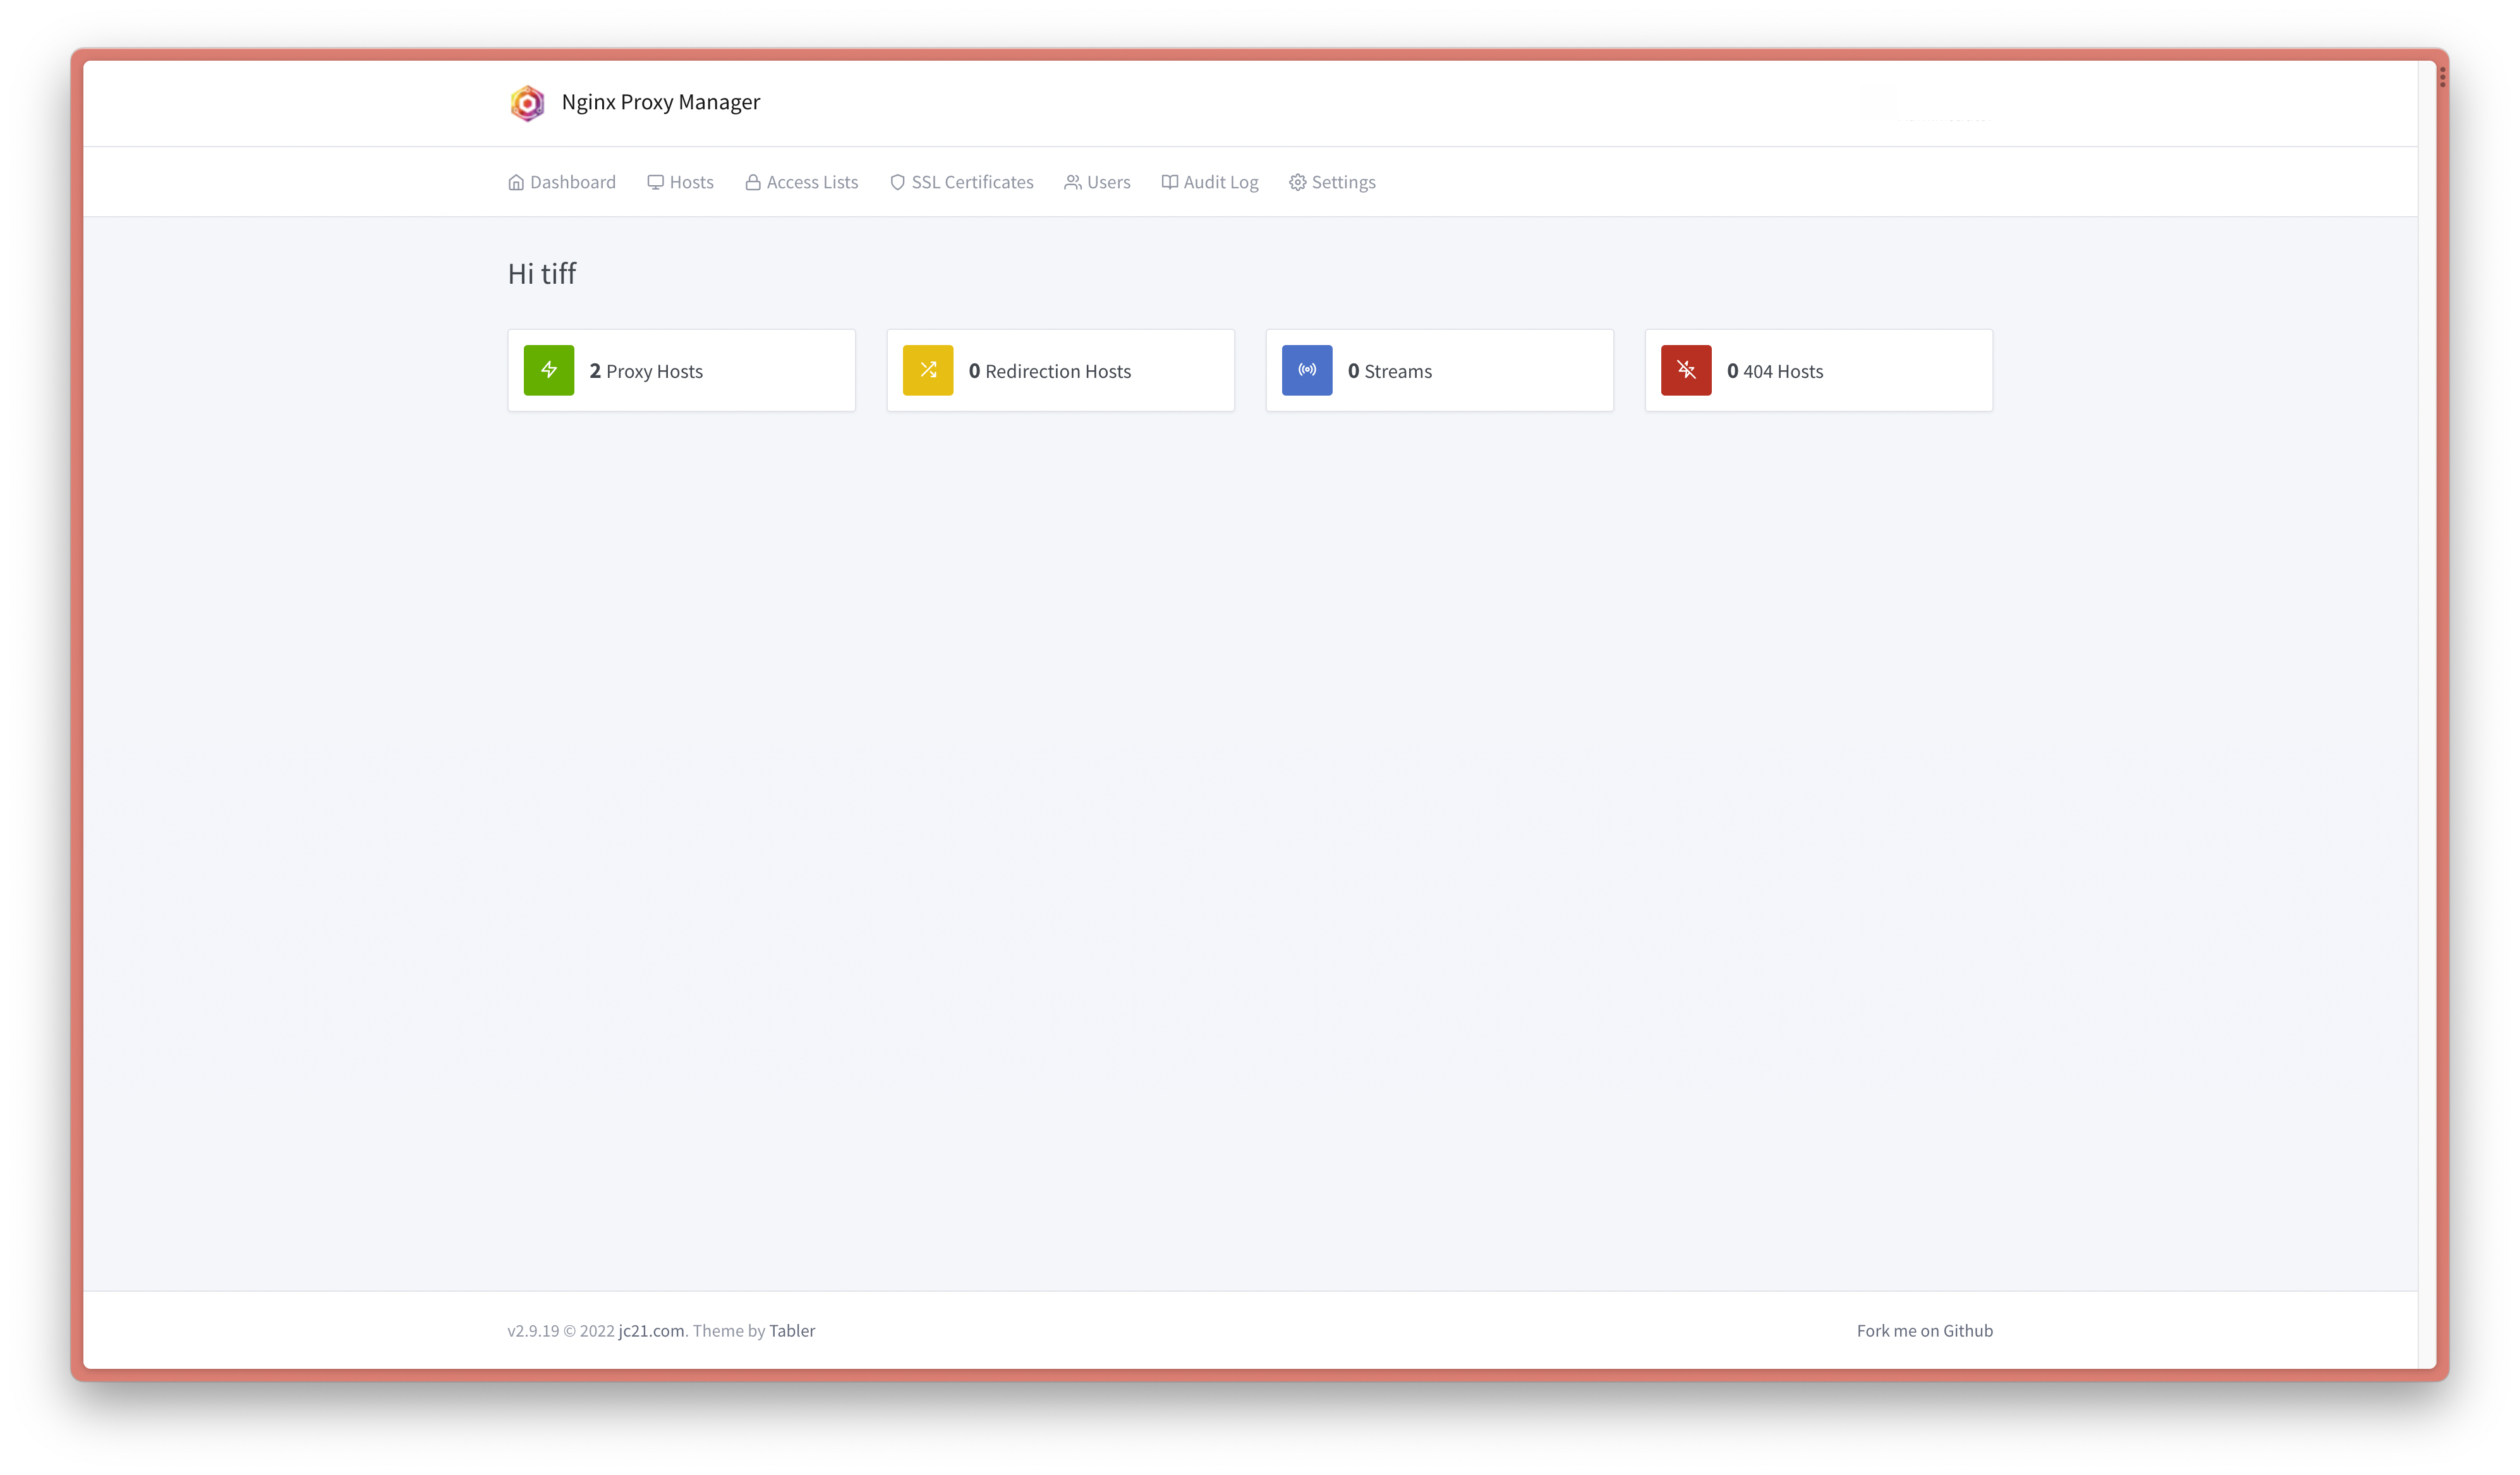 Nginx Proxy Manager
Dashboard Hosts Access Lists SSL Certificates Users Audit Log Settings
Hi tiff
2 Proxy Hosts 0 Redirection Hosts 0 Streams 0 404 Hosts
v2.9.19 © 2022 jc21.com. Theme by Tabler Fork me on Github